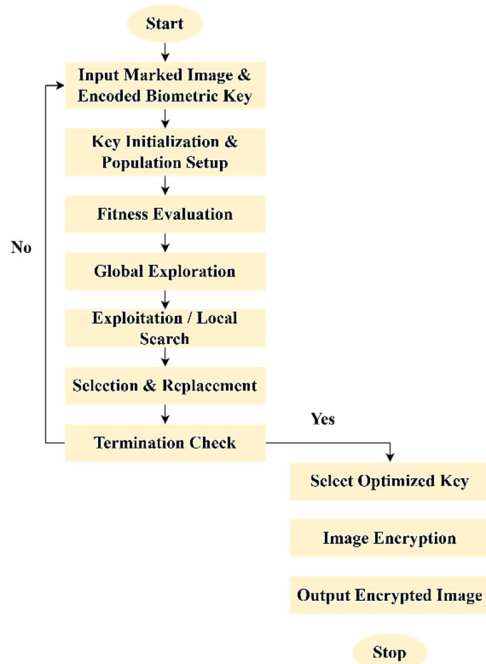 Start
Input Marked Image &
Encoded Biometric Key
Key Initialization &
Population Setup
Fitness Evaluation
No
Global Exploration
Exploitation / Local
Search
Selection & Replacement
Yes
Termination Check
Select Optimized Key
Image Encryption
Output Encrypted Image
Stop